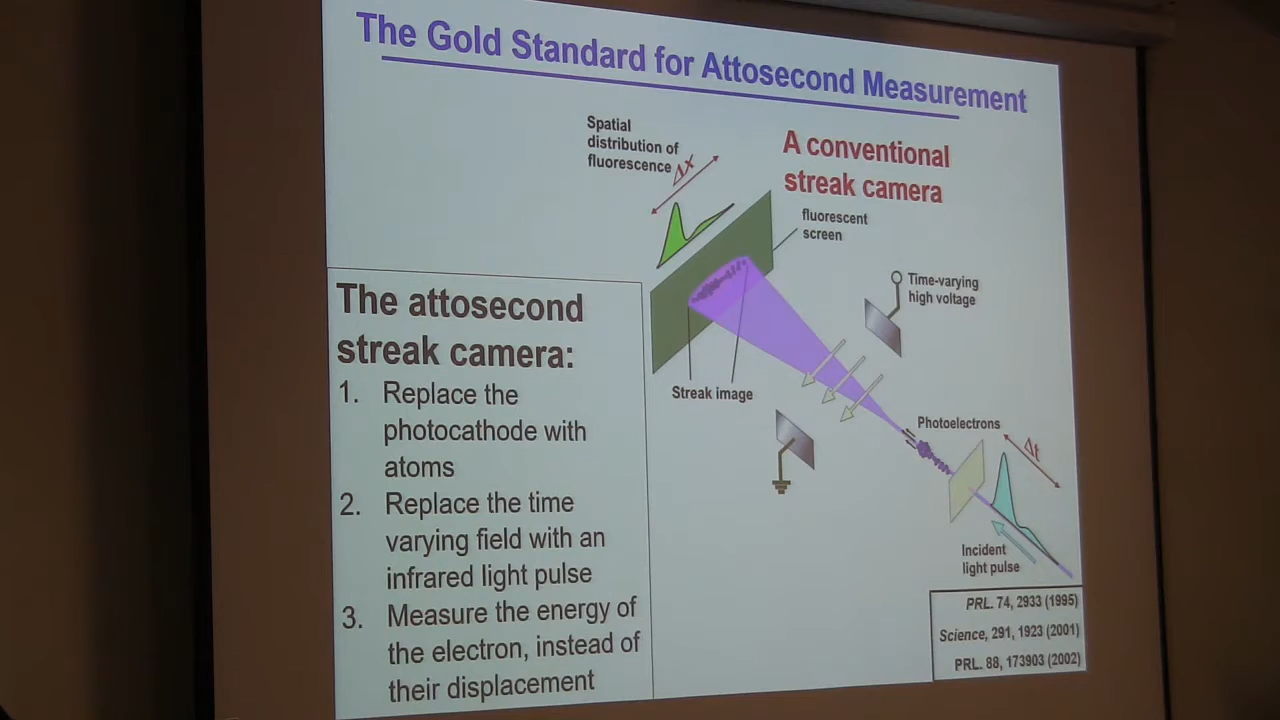 The Gold Standard for Attosecond Measurement
Spatial
distribution of
fluorescence
Δx
A conventional
streak camera
fluorescent
screen
Time-varying
high voltage
Streak image
Photoelectrons
Δt
Incident
light pulse
The attosecond
streak camera:
1. Replace the
photocathode with
atoms
2. Replace the time
varying field with an
infrared light pulse
3. Measure the energy of
the electron, instead of
their displacement
PRL. 74, 2933 (1995)
Science, 291, 1923 (2001)
PRL. 88, 173903 (2002)